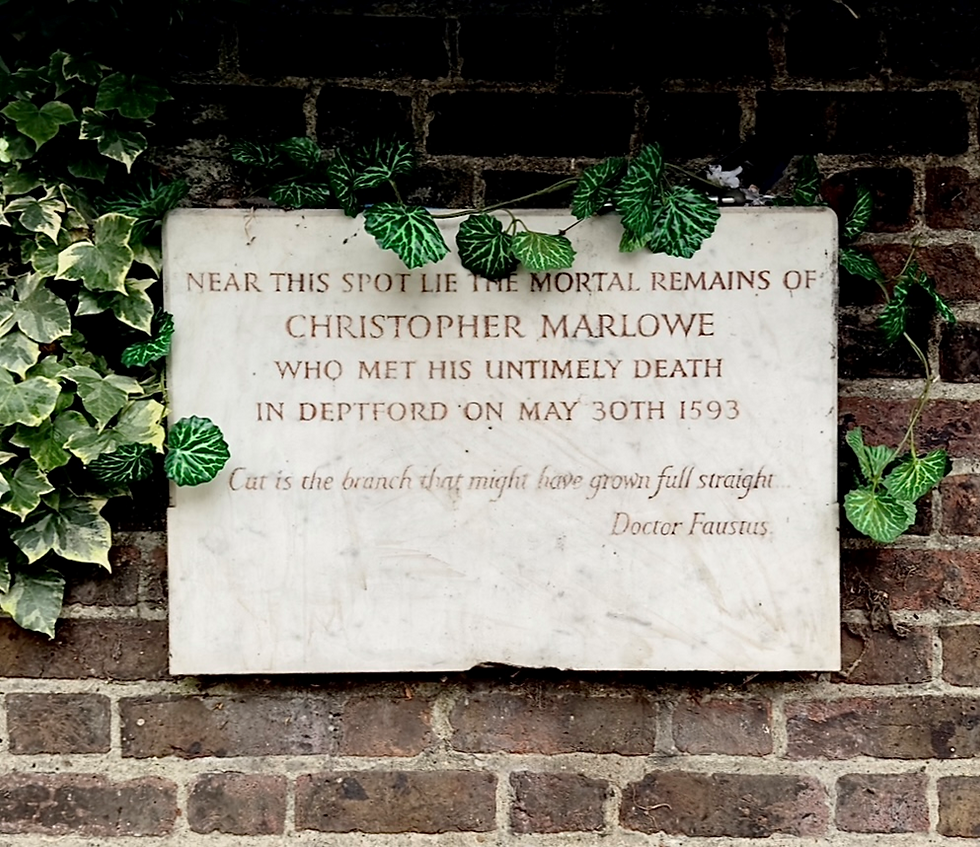 NEAR THIS SPOT LIE THE MORTAL REMAINS OF
CHRISTOPHER MARLOWE
WHO MET HIS UNTIMELY DEATH
IN DEPTFORD ON MAY 30TH 1593
Cut is the branch that might have grown full straight...
Doctor Faustus.